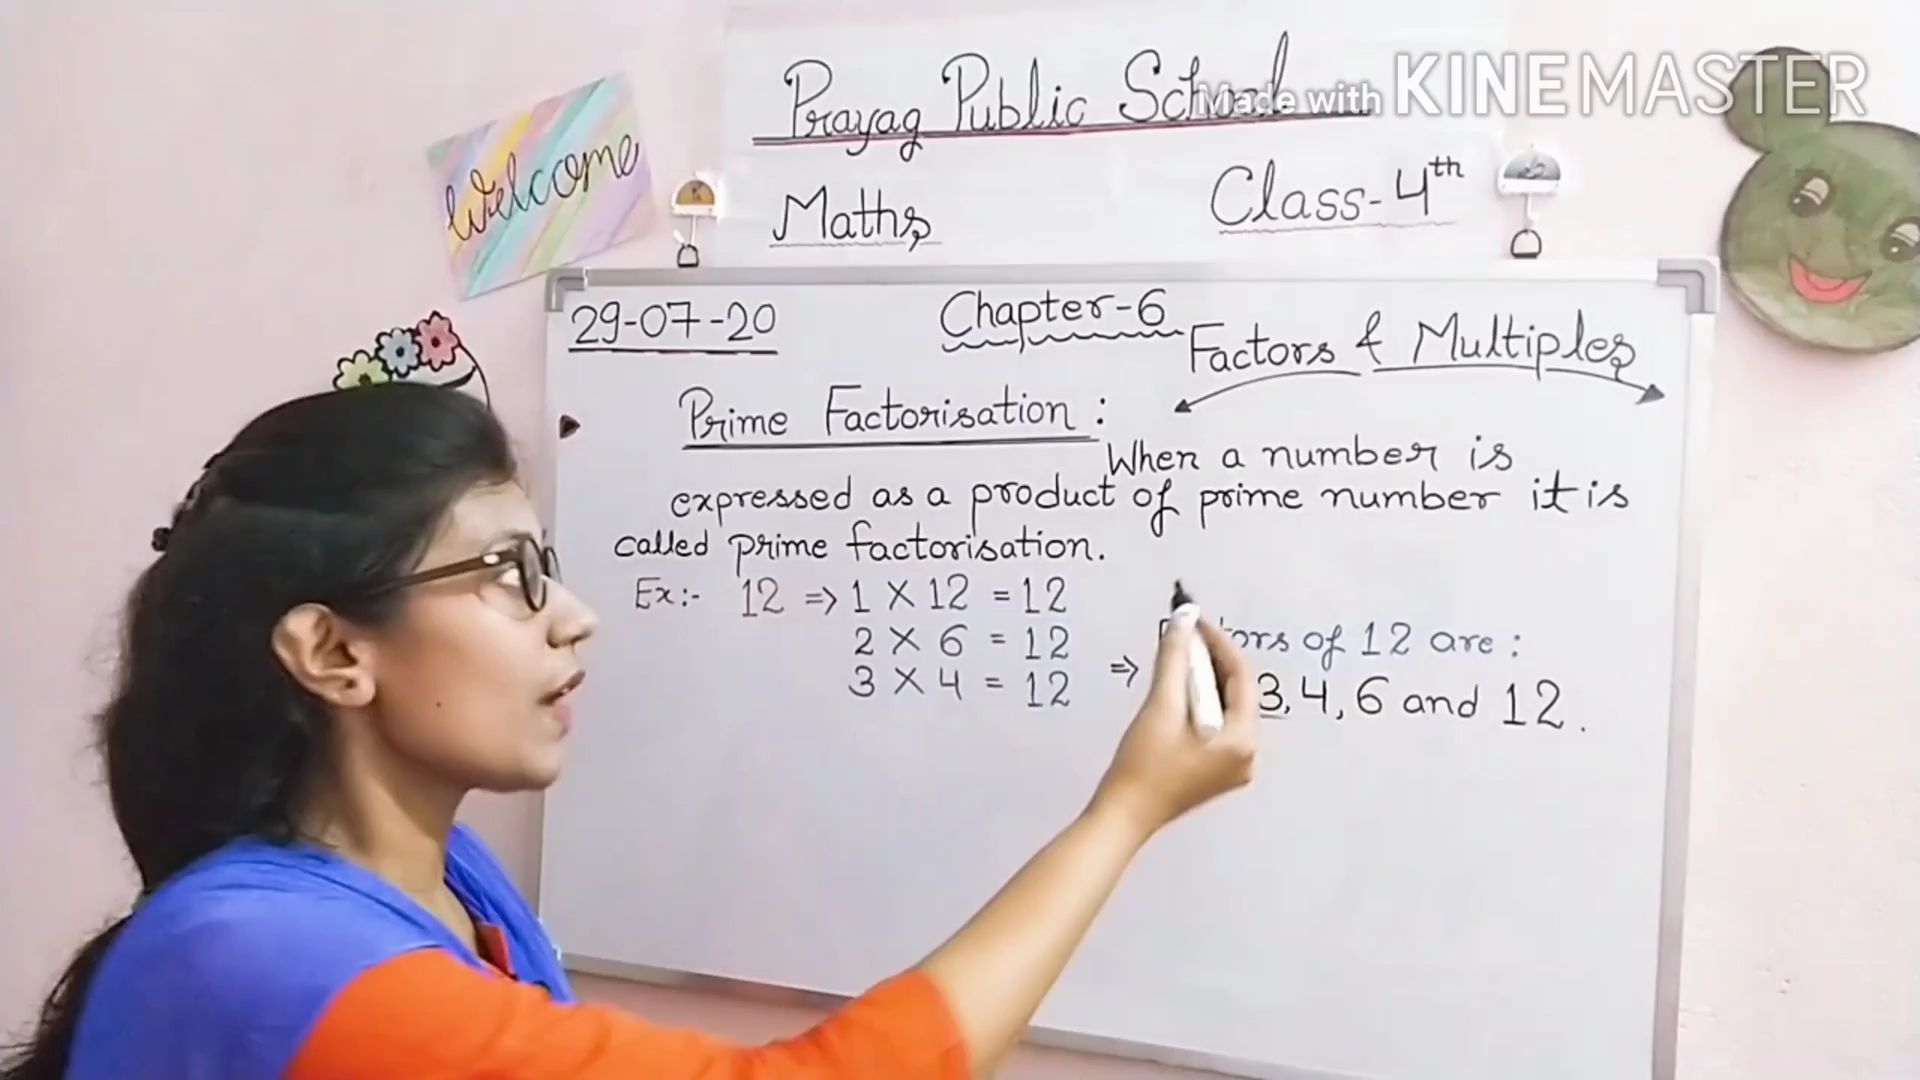 Prayag Public School
Made with KINEMASTER
welcome
Maths
Class-4th
29-07-20
Chapter-6
Factors & Multiples
Prime Factorisation:
When a number is
expressed as a product of prime number it is
called prime factorisation.
Ex:- 12 => 1 X 12 = 12
2 X 6 = 12
3 X 4 = 12
=> of 12 are:
3, 4, 6 and 12.